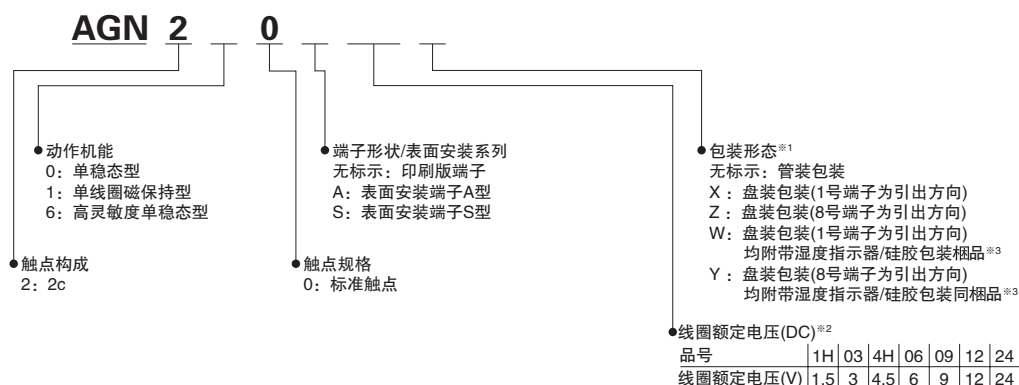 AGN 2 _ 0 _ _ _
动作机能
0：单稳态型
1：单线圈磁保持型
6：高灵敏度单稳态型
触点构成
2：2c
端子形状/表面安装系列
无标示：印刷版端子
A：表面安装端子A型
S：表面安装端子S型
触点规格
0：标准触点
包装形态※1
无标示：管装包装
X：盘装包装(1号端子为引出方向)
Z：盘装包装(8号端子为引出方向)
W：盘装包装(1号端子为引出方向)
均附带湿度指示器/硅胶包装梱品※3
Y：盘装包装(8号端子为引出方向)
均附带湿度指示器/硅胶包装同梱品※3
线圈额定电压(DC)※2
品号 1H 03 4H 06 09 12 24
线圈额定电压(V) 1.5 3 4.5 6 9 12 24